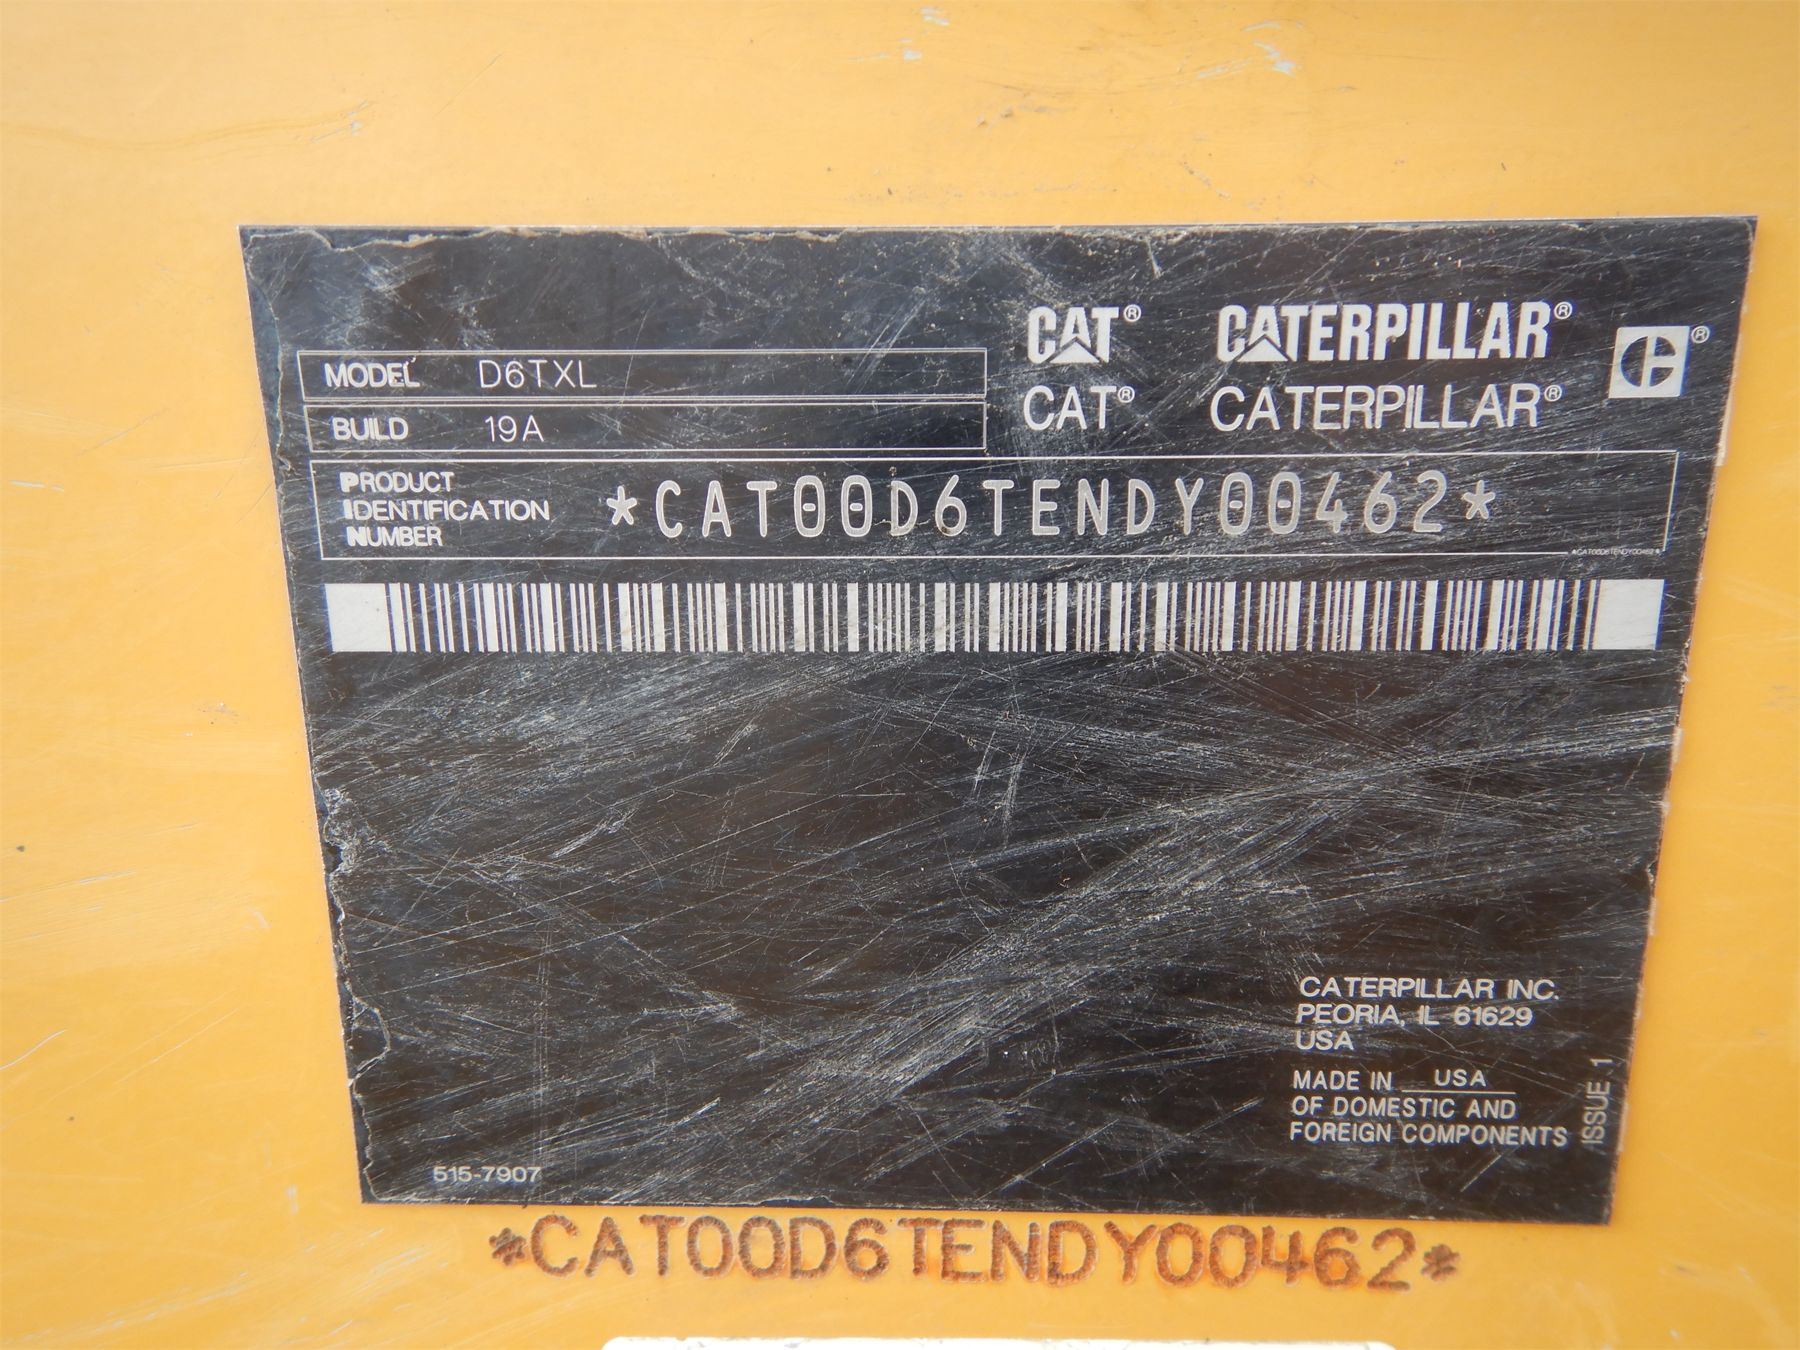 CAT® CATERPILLAR® ®
MODEL D6TXL
CAT® CATERPILLAR®
BUILD 19A
PRODUCT
IDENTIFICATION
NUMBER
*CAT00D6TENDY00462*
*CAT00D6TENDY00462*
CATERPILLAR INC.
PEORIA, IL 61629
USA
MADE IN USA
OF DOMESTIC AND
FOREIGN COMPONENTS
ISSUE 1
515-7907
*CAT00D6TENDY00462*